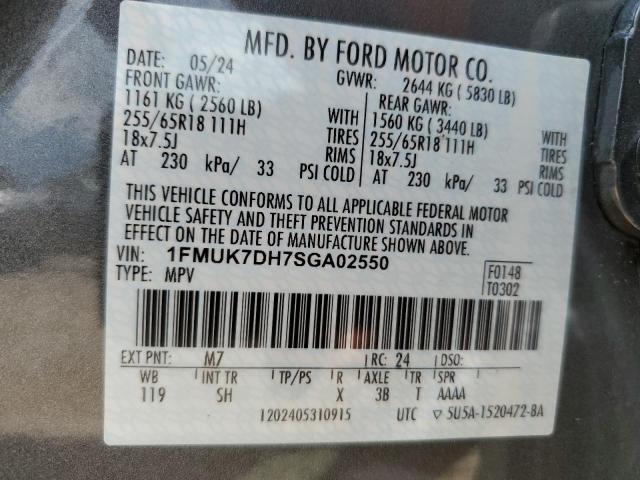 MFD. BY FORD MOTOR CO.
DATE: 05/24 GVWR: 2644 KG ( 5830 LB)
FRONT GAWR: REAR GAWR:
1161 KG ( 2560 LB) WITH 1560 KG ( 3440 LB) WITH
255/65R18 111H TIRES 255/65R18 111H TIRES
18x7.5J RIMS 18x7.5J RIMS
AT 230 kPa/ 33 PSI COLD AT 230 kPa/ 33 PSI COLD
THIS VEHICLE CONFORMS TO ALL APPLICABLE FEDERAL MOTOR
VEHICLE SAFETY AND THEFT PREVENTION STANDARDS IN
EFFECT ON THE DATE OF MANUFACTURE SHOWN ABOVE.
VIN: 1FMUK7DH7SGA02550
TYPE: MPV
F0148
T0302
EXT PNT: M7 RC: 24 DSO:
WB INT TR TP/PS R AXLE TR SPR
119 SH X 3B T AAAA
1202405310915 UTC ▽ 5U5A-1520472-BA